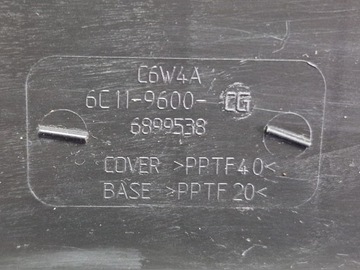 C6W4A
6C11-9600- CG
6899538
COVER >PPTF40<
BASE >PPTF20<